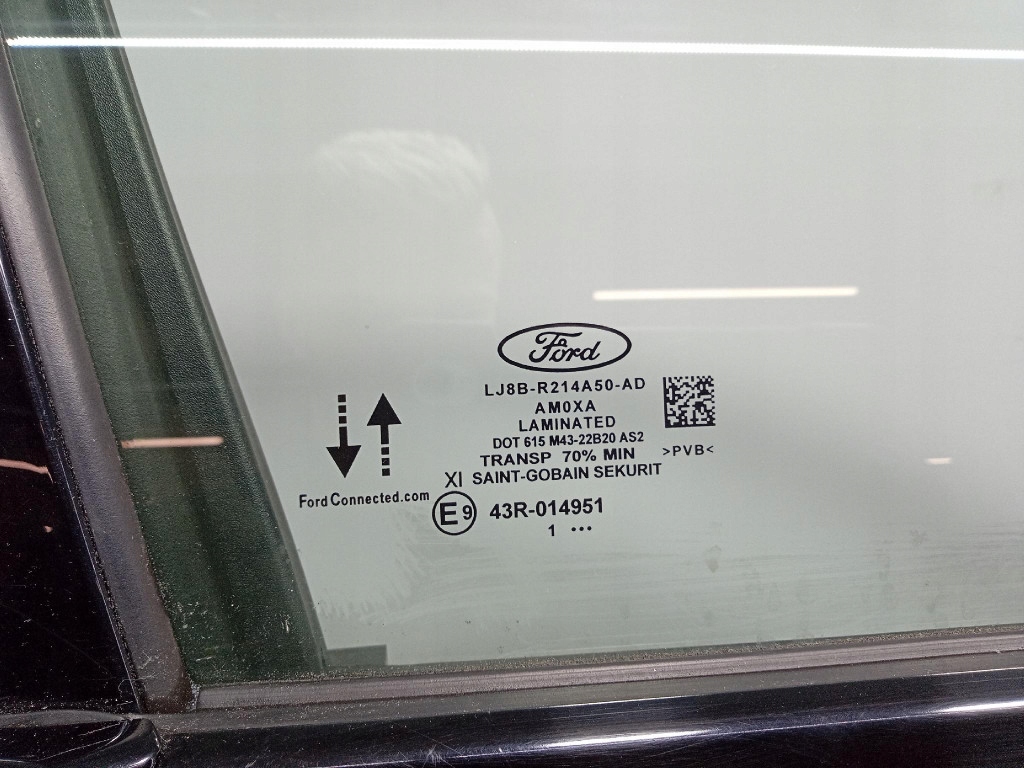 Ford
LJ8B-R214A50-AD
AM0XA
LAMINATED
DOT 615 M43-22B20 AS2
TRANSP 70% MIN
>PVB<
XI SAINT-GOBAIN SEKURIT
FordConnected.com
E9 43R-014951
1 ...